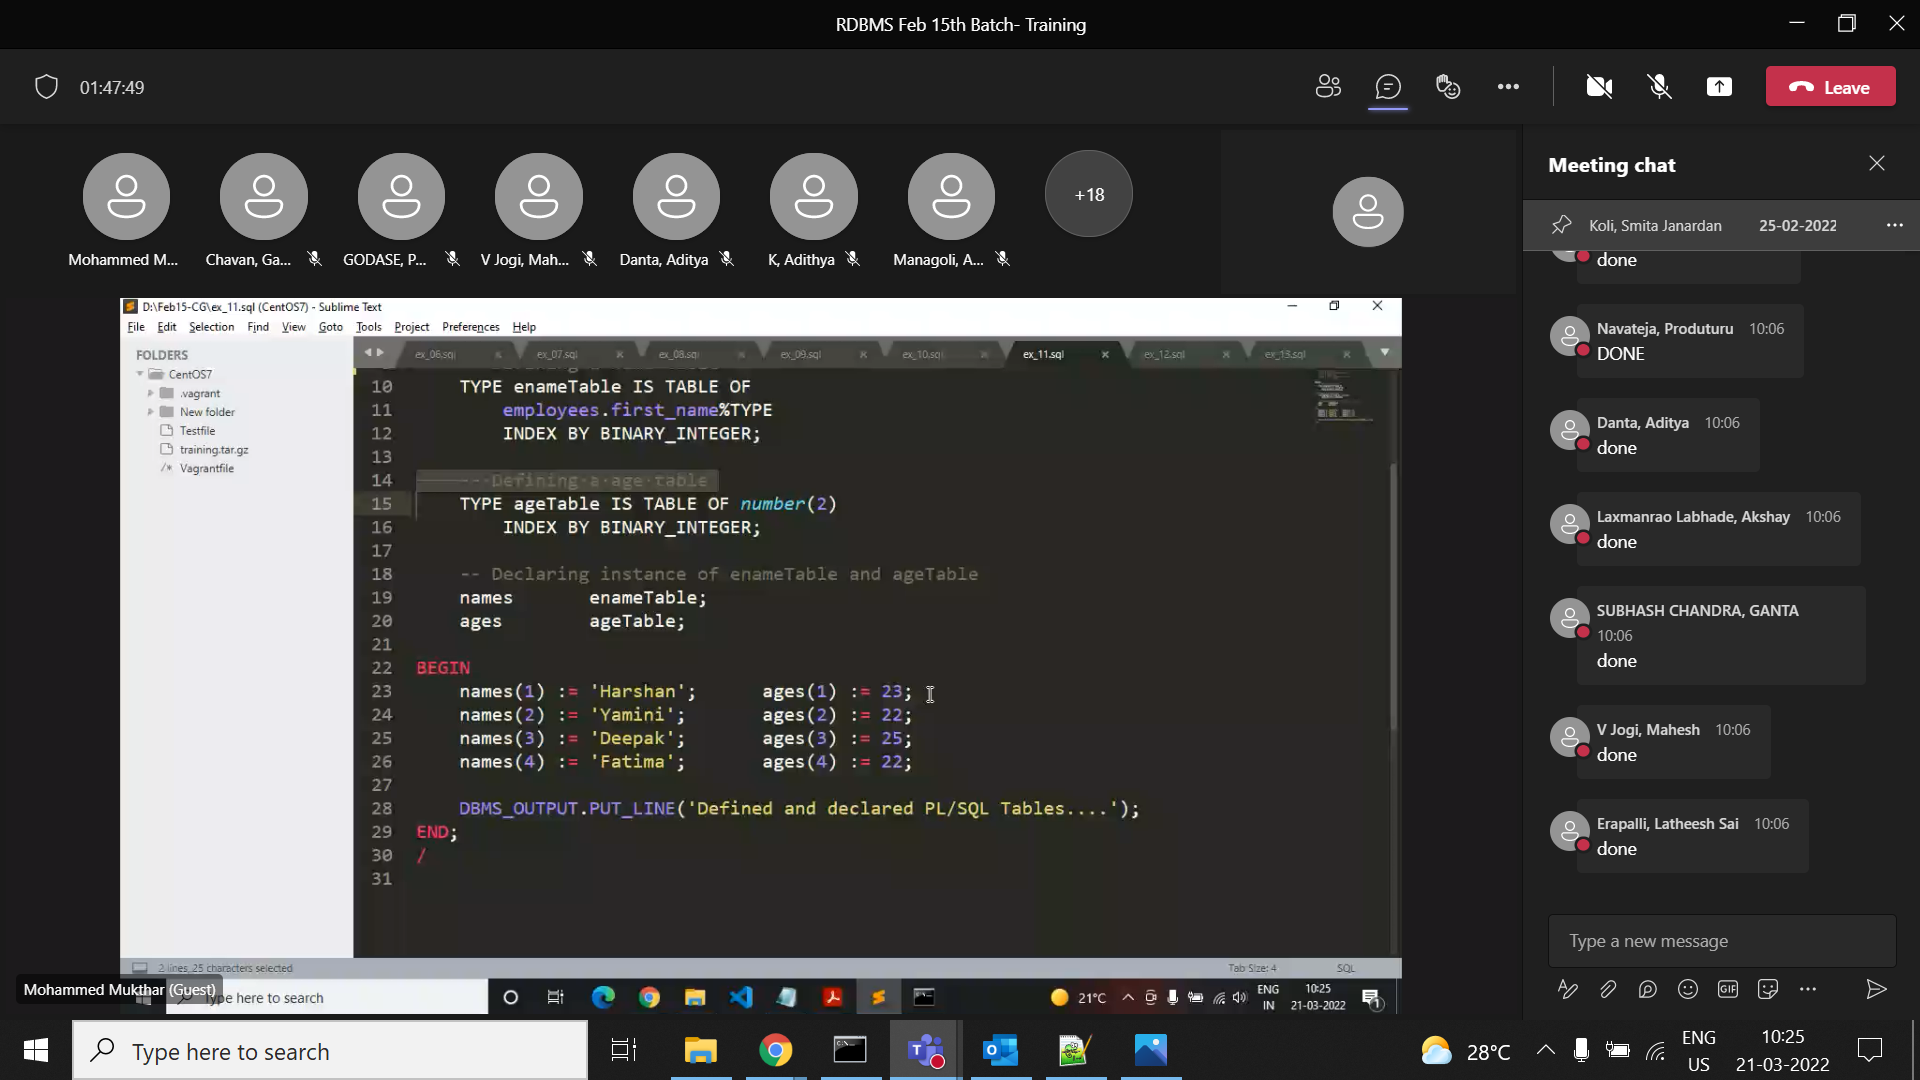 RDBMS Feb 15th Batch- Training
01:47:49
Leave
+18
Mohammed M...
Chavan, Ga...
GODASE, P...
V Jogi, Mah...
Danta, Aditya
K, Adithya
Managoli, A...
Meeting chat
Koli, Smita Janardan 25-02-2022
done
Navateja, Produturu 10:06
DONE
Danta, Aditya 10:06
done
Laxmanrao Labhade, Akshay 10:06
done
SUBHASH CHANDRA, GANTA
10:06
done
V Jogi, Mahesh 10:06
done
Erapalli, Latheesh Sai 10:06
done
Type a new message
GIF
D:\Feb15-CG\ex_11.sql (CentOS7) - Sublime Text
File Edit Selection Find View Goto Tools Project Preferences Help
FOLDERS
CentOS7
.vagrant
New folder
Testfile
training.tar.gz
/* Vagrantfile
ex_06.sql ex_07.sql ex_08.sql ex_09.sql ex_10.sql ex_11.sql ex_12.sql ex_13.sql
10 TYPE enameTable IS TABLE OF
11 employees.first_name%TYPE
12 INDEX BY BINARY_INTEGER;
13
14 -- Defining a age table
15 TYPE ageTable IS TABLE OF number(2)
16 INDEX BY BINARY_INTEGER;
17
18 -- Declaring instance of enameTable and ageTable
19 names enameTable;
20 ages ageTable;
21
22 BEGIN
23 names(1) := 'Harshan'; ages(1) := 23;
24 names(2) := 'Yamini'; ages(2) := 22;
25 names(3) := 'Deepak'; ages(3) := 25;
26 names(4) := 'Fatima'; ages(4) := 22;
27
28 DBMS_OUTPUT.PUT_LINE('Defined and declared PL/SQL Tables....');
29 END;
30 /
31
2 lines, 25 characters selected Tab Size: 4 SQL
Mohammed Mukthar (Guest)
Type here to search
21°C
ENG
IN
10:25
21-03-2022
1
Type here to search
28°C
ENG
US
10:25
21-03-2022